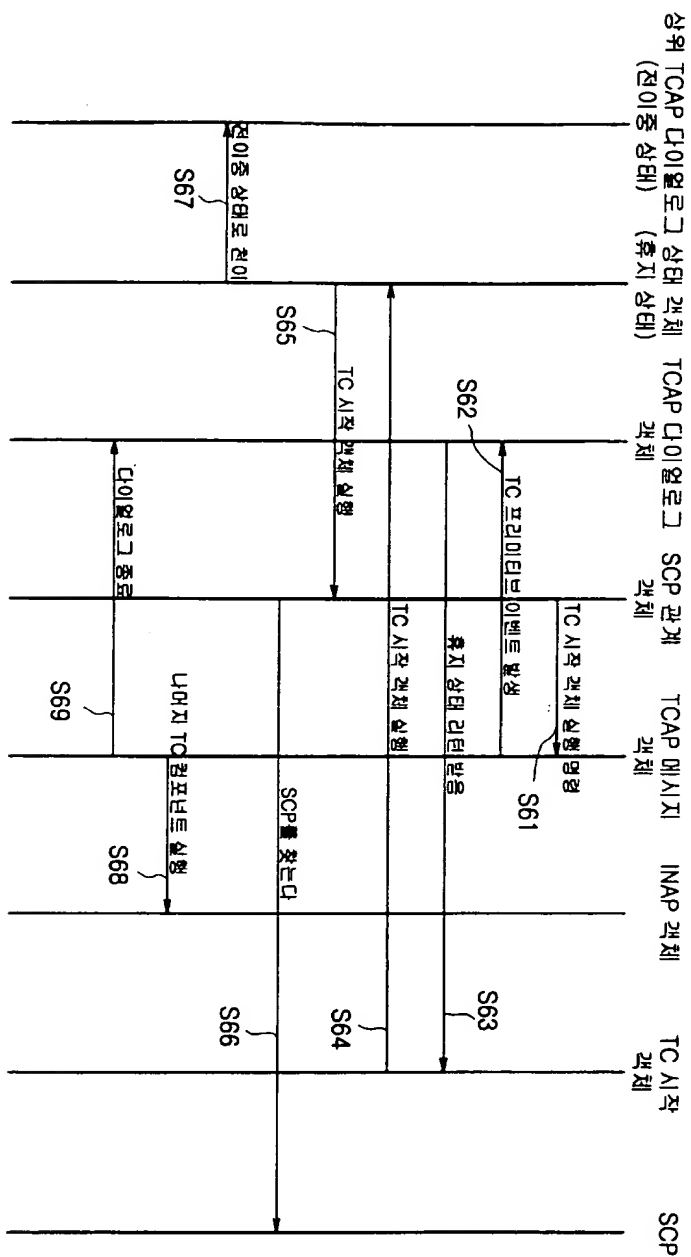 상위 TCAP 다이얼로그 상태 객체
(전이중 상태) (휴지 상태)
TCAP 다이얼로그
객체
SCP 관계
객체
TCAP 메시지
객체
INAP 객체
TC 시작
객체
SCP
TC 시작 객체 실행 명령
S61
S62
TC 프리미티브 이벤트 발생
휴지 상태 리턴받음
S63
TC 시작 객체 실행
S64
S65
TC 시작 객체 실행
SCP를 찾는다
S66
전이중 상태로 천이
S67
나머지 TC 컴포넌트 실행
S68
다이얼로그 종료
S69